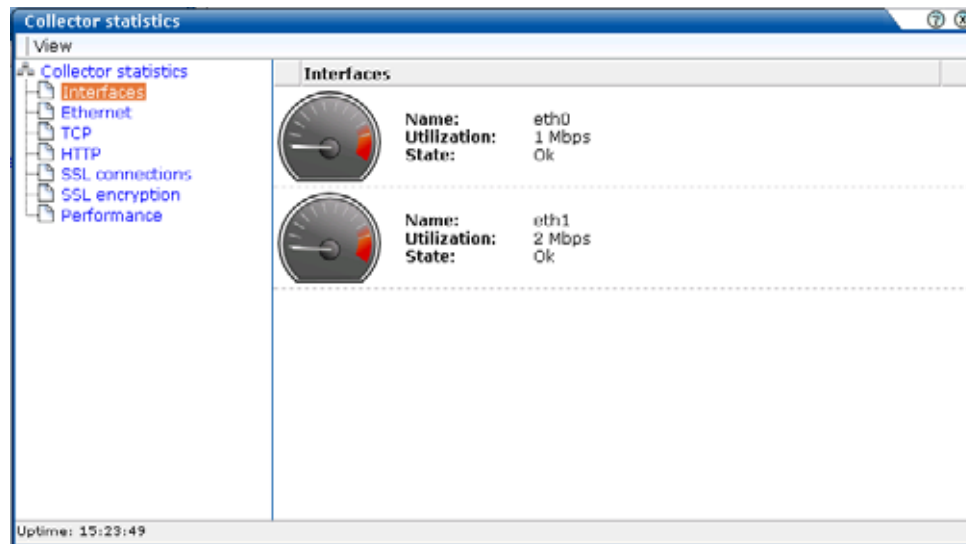 Collector statistics
View
Collector statistics
Interfaces
Ethernet
TCP
HTTP
SSL connections
SSL encryption
Performance
Interfaces
Name: eth0
Utilization: 1 Mbps
State: Ok
Name: eth1
Utilization: 2 Mbps
State: Ok
Uptime: 15:23:49